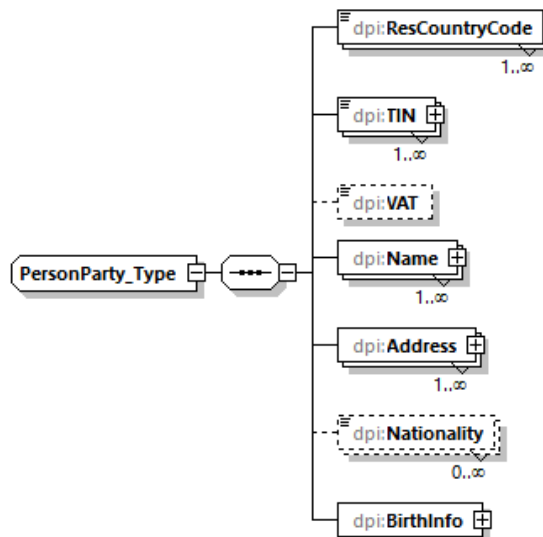 dpi:ResCountryCode
1..∞
dpi:TIN
1..∞
dpi:VAT
PersonParty_Type
dpi:Name
1..∞
dpi:Address
1..∞
dpi:Nationality
0..∞
dpi:BirthInfo